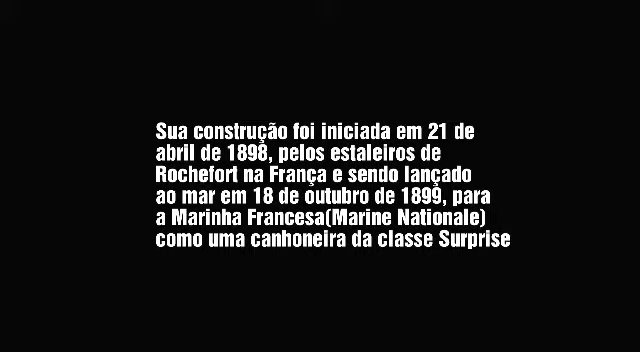 Sua construção foi iniciada em 21 de
abril de 1898, pelos estaleiros de
Rochefort na França e sendo lançado
ao mar em 18 de outubro de 1899, para
a Marinha Francesa(Marine Nationale)
como uma canhoneira da classe Surprise